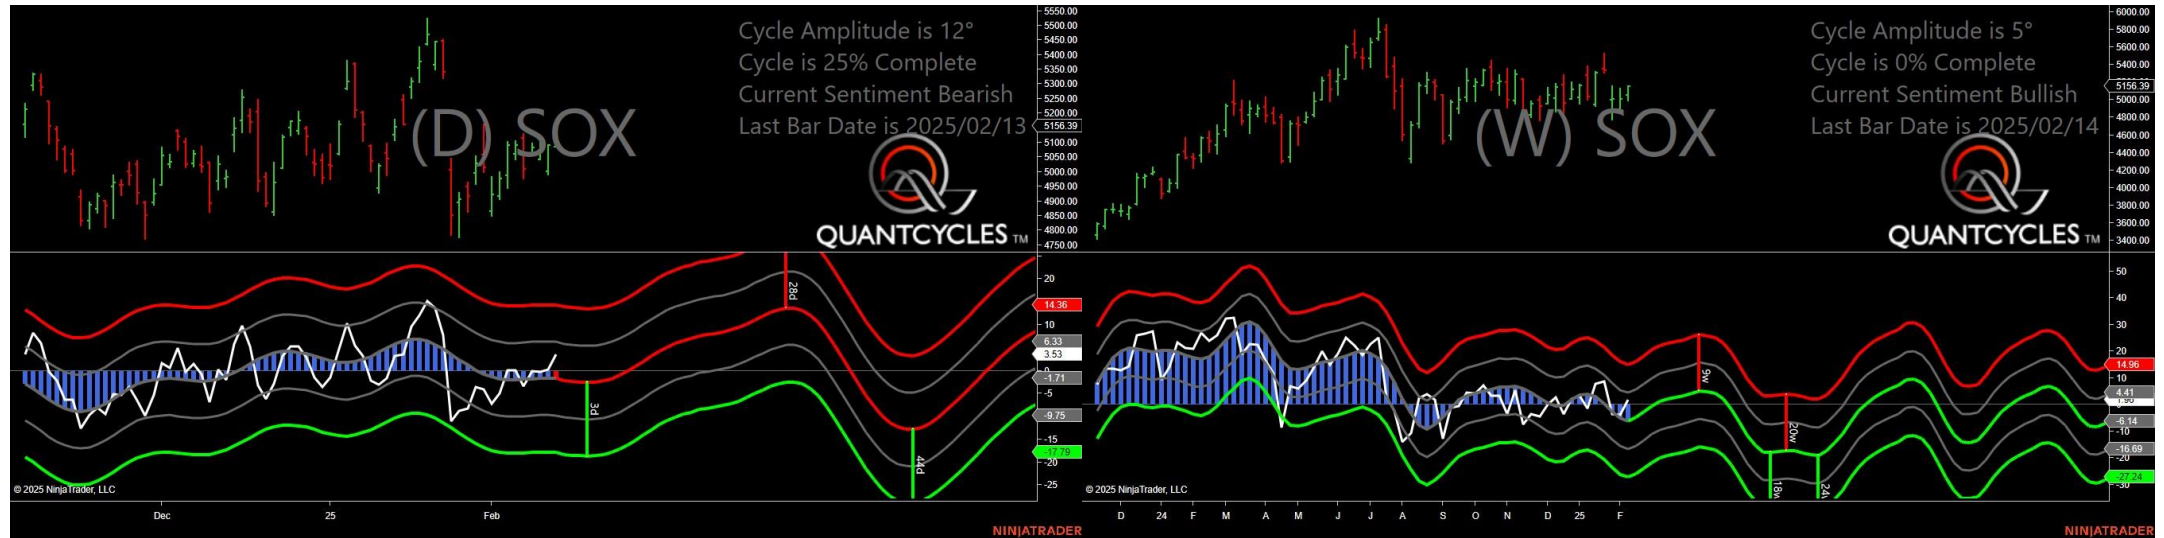 Cycle Amplitude is 12°
Cycle is 25% Complete
Current Sentiment Bearish
Last Bar Date is 2025/02/13
(D) SOX
QUANTCYCLES TM
5550.00
5500.00
5450.00
5400.00
5350.00
5300.00
5250.00
5200.00
5156.39
5100.00
5050.00
5000.00
4950.00
4900.00
4850.00
4800.00
4750.00
28d
3d
44d
20
14.36
10
6.33
3.53
-1.71
-5
-9.75
-15
-17.79
-20
-25
© 2025 NinjaTrader, LLC
Dec 25 Feb
NINJATRADER
Cycle Amplitude is 5°
Cycle is 0% Complete
Current Sentiment Bullish
Last Bar Date is 2025/02/14
(W) SOX
QUANTCYCLES TM
6000.00
5800.00
5600.00
5400.00
5156.39
5000.00
4800.00
4600.00
4400.00
4200.00
4000.00
3800.00
3600.00
3400.00
9w
20w
18w
50
40
30
20
14.96
10
4.41
-6.14
-10
-16.69
-20
-27.24
-30
© 2025 NinjaTrader, LLC
D 24 F M A M J J A S O N D 25 F
NINJATRADER